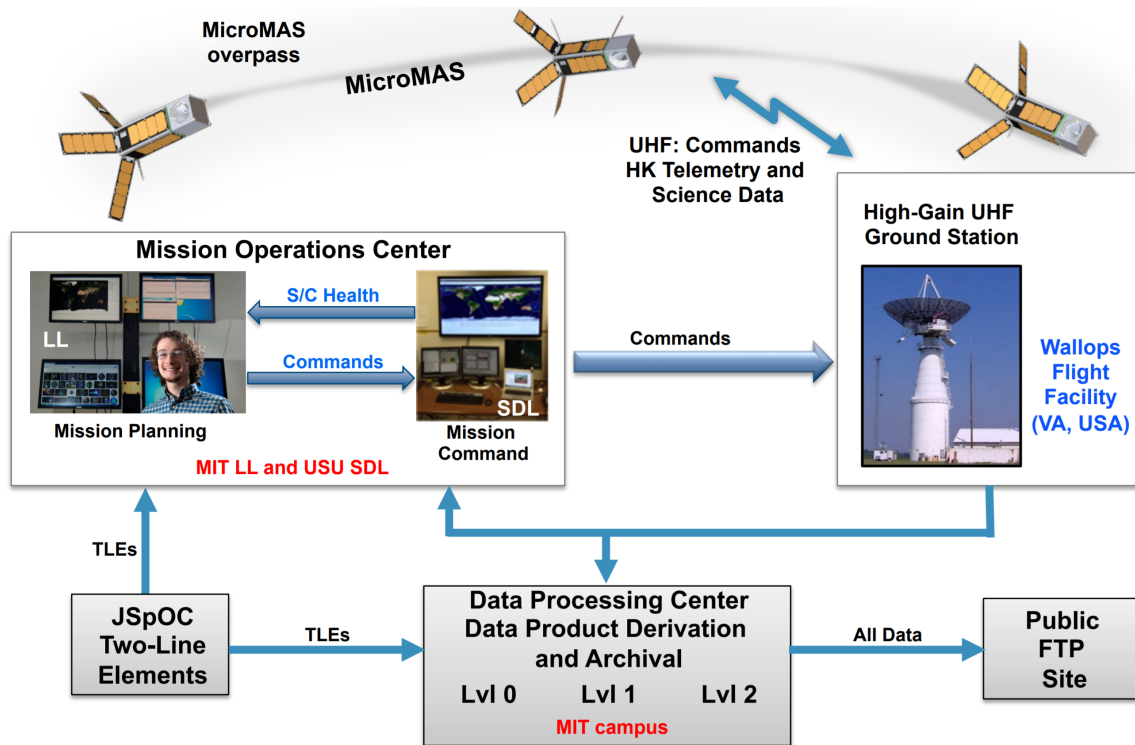 MicroMAS
overpass
MicroMAS
UHF: Commands
HK Telemetry and
Science Data
High-Gain UHF
Ground Station
Wallops
Flight
Facility
(VA, USA)
Mission Operations Center
LL
S/C Health
Commands
SDL
Mission Planning
Mission
Command
MIT LL and USU SDL
Commands
TLEs
JSpOC
Two-Line
Elements
TLEs
Data Processing Center
Data Product Derivation
and Archival
Lvl 0 Lvl 1 Lvl 2
MIT campus
All Data
Public
FTP
Site